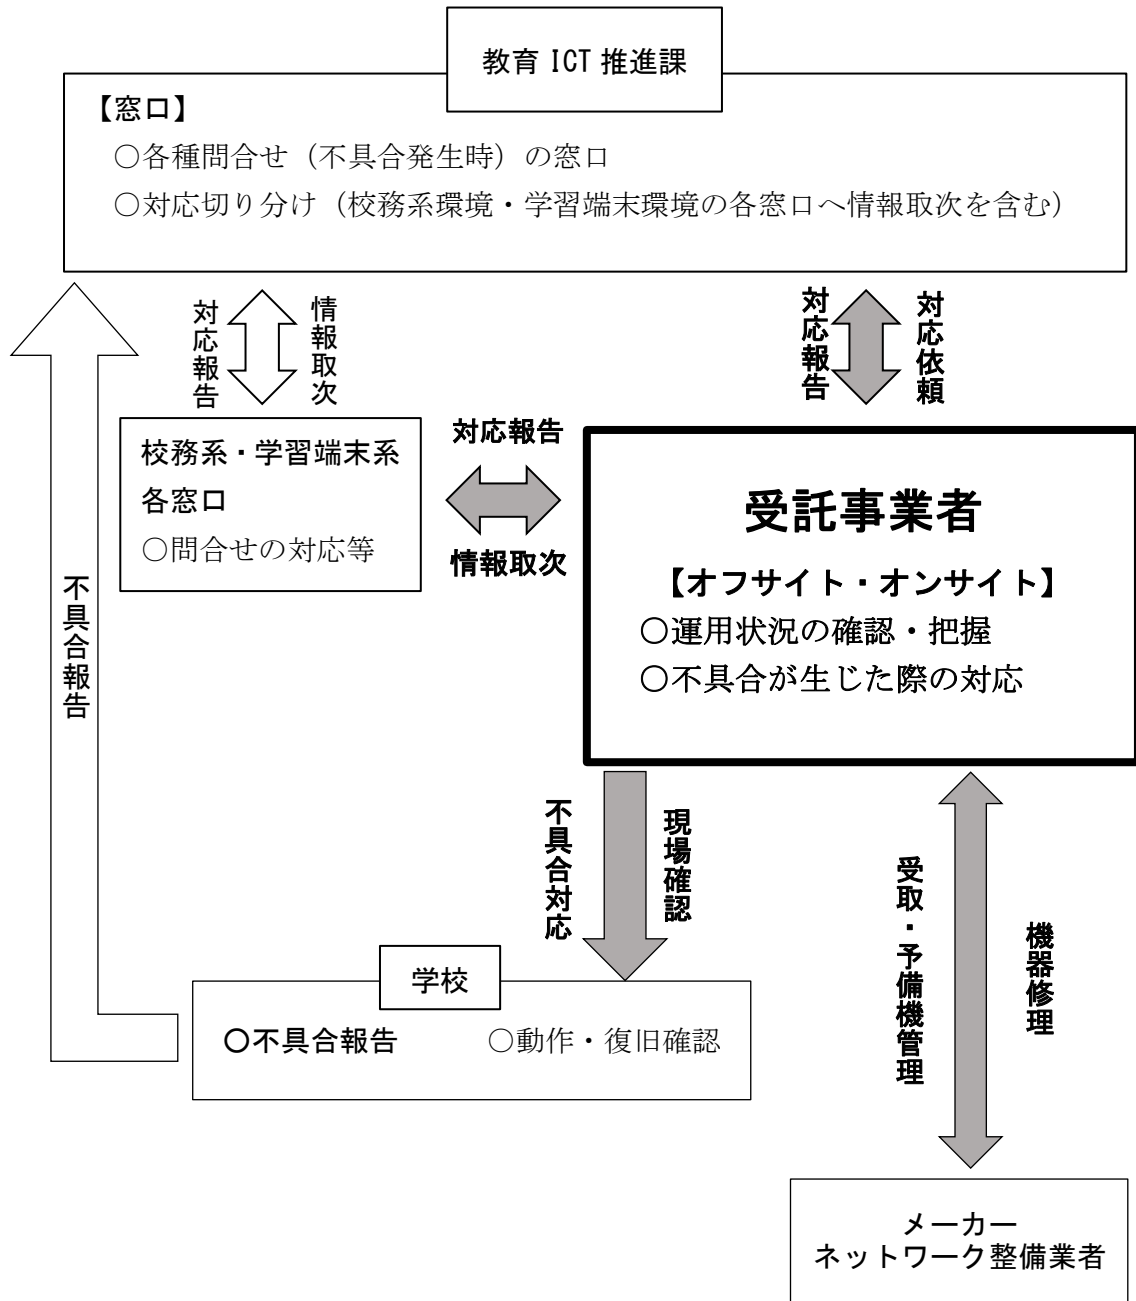 教育 ICT 推進課
【窓口】
○各種問合せ（不具合発生時）の窓口
○対応切り分け（校務系環境・学習端末環境の各窓口へ情報取次を含む）
対応報告
情報取次
対応報告
対応依頼
校務系・学習端末系
各窓口
○問合せの対応等
対応報告
情報取次
受託事業者
【オフサイト・オンサイト】
○運用状況の確認・把握
○不具合が生じた際の対応
不具合報告
不具合対応
現場確認
受取・予備機管理
機器修理
学校
○不具合報告　○動作・復旧確認
メーカー
ネットワーク整備業者